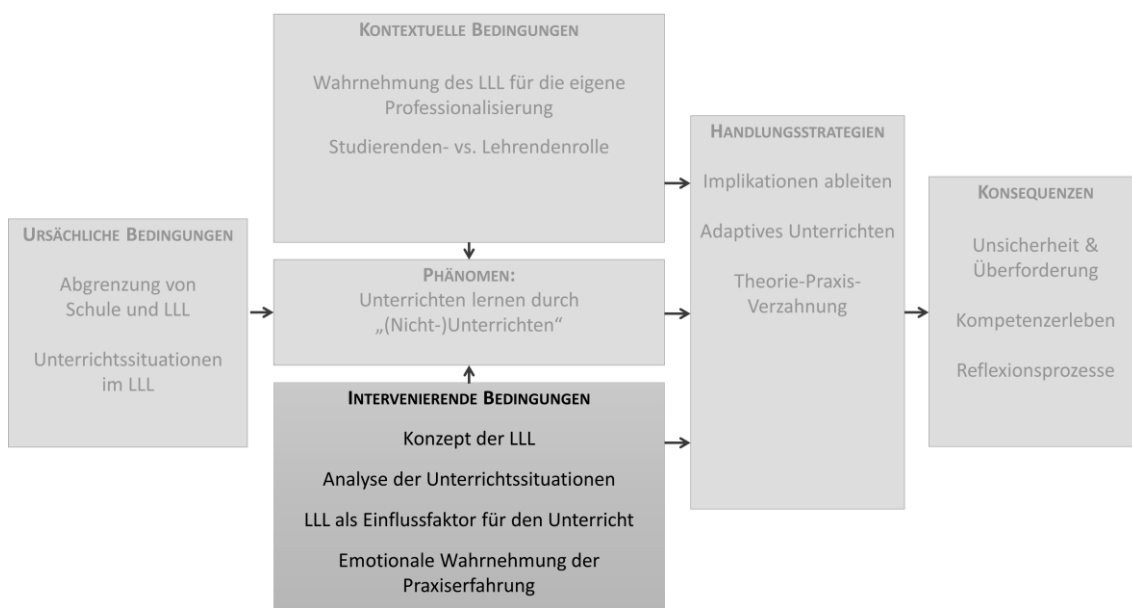 KONTEXTUELLE BEDINGUNGEN
Wahrnehmung des LLL für die eigene
Professionalisierung
Studierenden- vs. Lehrendenrolle
URSÄCHLICHE BEDINGUNGEN
Abgrenzung von
Schule und LLL
Unterrichtssituationen
im LLL
PHÄNOMEN:
Unterrichten lernen durch
„(Nicht-)Unterrichten“
INTERVENIERENDE BEDINGUNGEN
Konzept der LLL
Analyse der Unterrichtssituationen
LLL als Einflussfaktor für den Unterricht
Emotionale Wahrnehmung der
Praxiserfahrung
HANDLUNGSSTRATEGIEN
Implikationen ableiten
Adaptives Unterrichten
Theorie-Praxis-
Verzahnung
KONSEQUENZEN
Unsicherheit &
Überforderung
Kompetenzerleben
Reflexionsprozesse